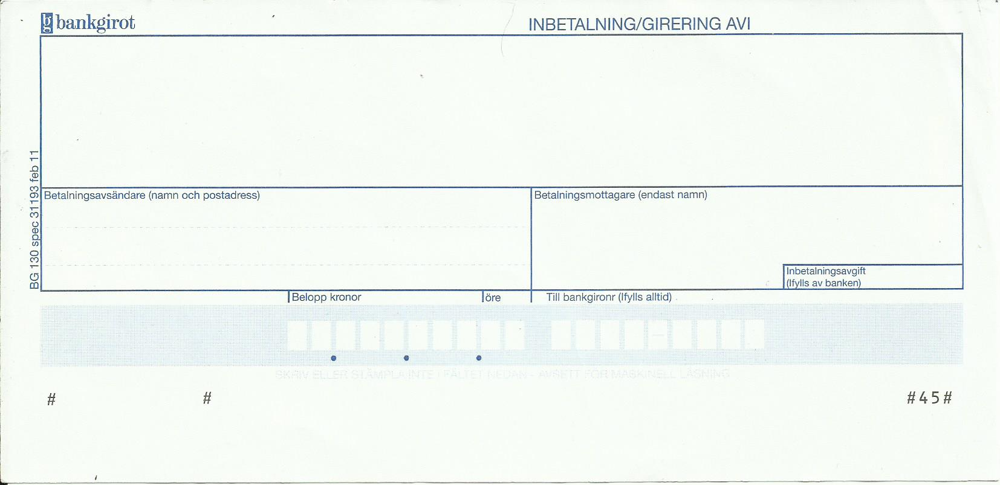 bg bankgirot
INBETALNING/GIRERING AVI
BG 130 spec 31193 feb 11
Betalningsavsändare (namn och postadress)
Betalningsmottagare (endast namn)
Inbetalningsavgift
(Ifylls av banken)
Belopp kronor
öre
Till bankgironr (Ifylls alltid)
SKRIV ELLER STÄMPLA INTE I FÄLTET NEDAN - AVSETT FÖR MASKINELL LÄSNING
# # #45#